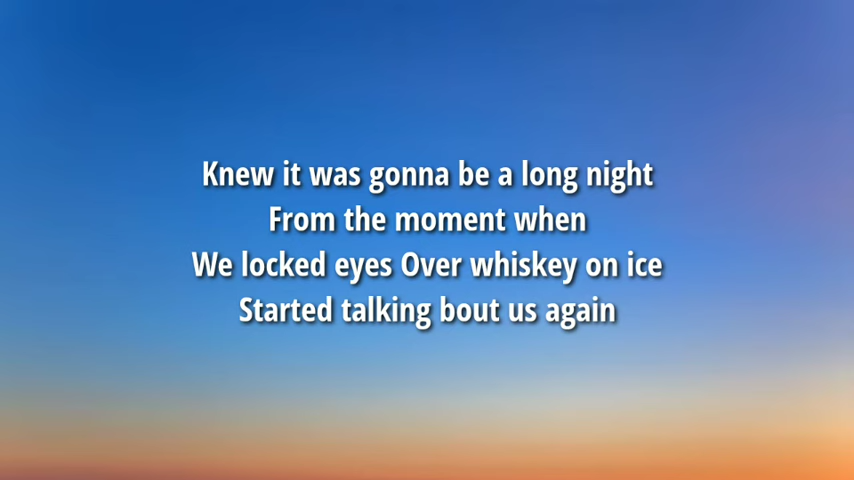 Knew it was gonna be a long night
From the moment when
We locked eyes Over whiskey on ice
Started talking bout us again